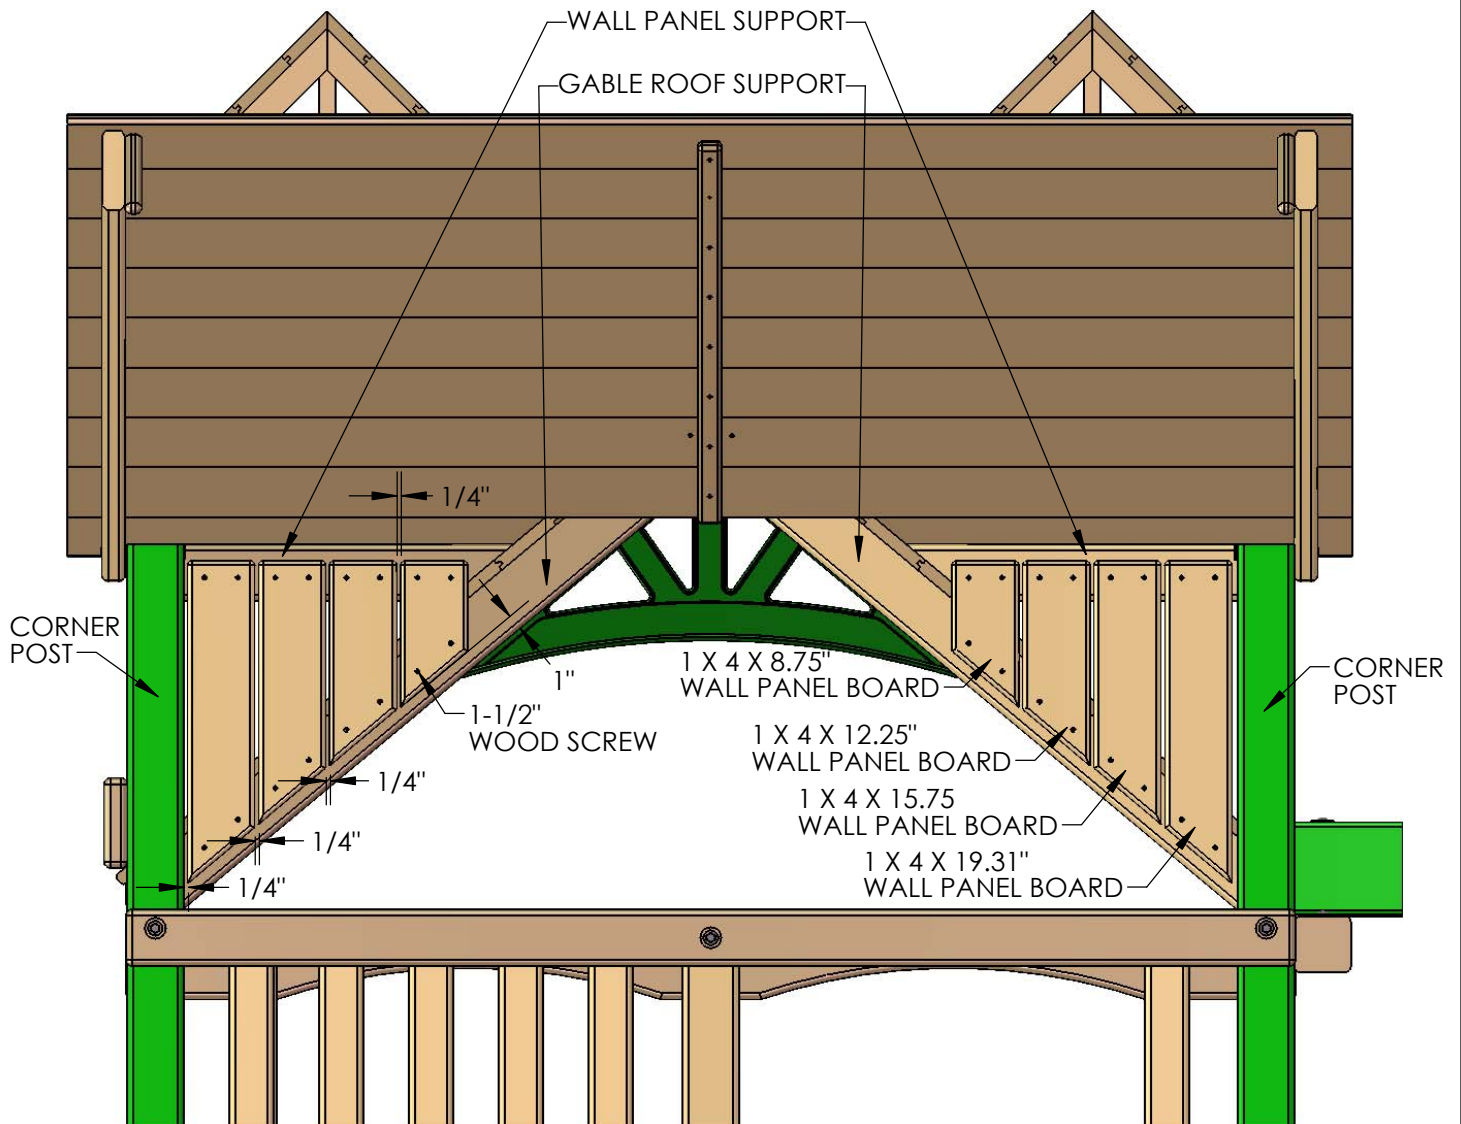 WALL PANEL SUPPORT
GABLE ROOF SUPPORT
1/4"
CORNER
POST
1"
1 X 4 X 8.75"
WALL PANEL BOARD
CORNER
POST
1-1/2"
WOOD SCREW
1 X 4 X 12.25"
WALL PANEL BOARD
1/4"
1 X 4 X 15.75
WALL PANEL BOARD
1/4"
1 X 4 X 19.31"
WALL PANEL BOARD
1/4"